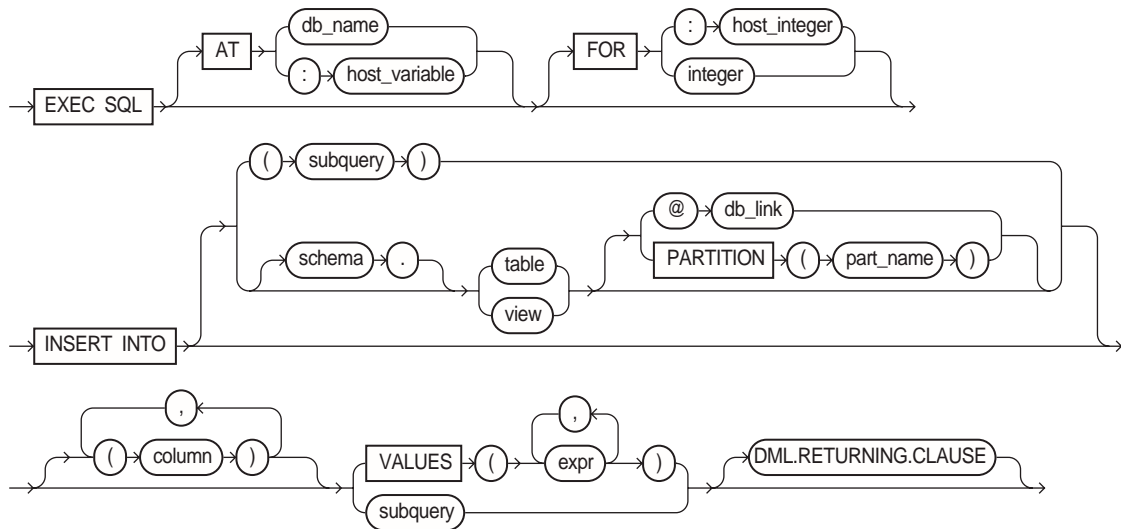 AT db_name : host_variable FOR : host_integer integer
EXEC SQL
( subquery )
@ db_link
schema . table PARTITION ( part_name )
view
INSERT INTO
, ,
( column ) VALUES ( expr ) DML.RETURNING.CLAUSE
subquery